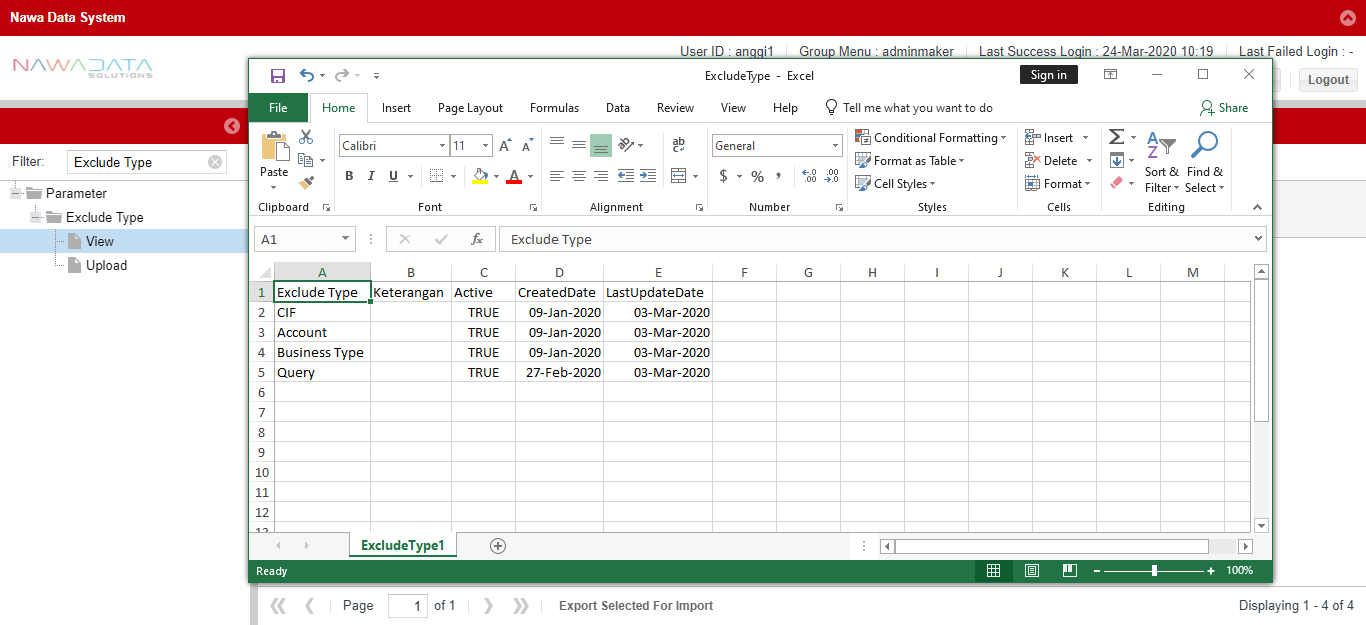 Nawa Data System
NAWADATA
SOLUTIONS
User ID : anggi1 Group Menu : adminmaker Last Success Login : 24-Mar-2020 10:19 Last Failed Login : -
Logout
ExcludeType - Excel
Sign in
File Home Insert Page Layout Formulas Data Review View Help Tell me what you want to do Share
Filter: Exclude Type
Parameter
Exclude Type
View
Upload
Paste
Clipboard
Calibri 11 A A
B I U A
Font
ab
c
Alignment
General
$ % , .00 .00
Number
Conditional Formatting
Format as Table
Cell Styles
Styles
Insert
Delete
Format
Cells
Sort &
Filter
Find &
Select
Editing
A1 fx Exclude Type
A B C D E F G H I J K L M
1 Exclude Type Keterangan Active CreatedDate LastUpdateDate
2 CIF TRUE 09-Jan-2020 03-Mar-2020
3 Account TRUE 09-Jan-2020 03-Mar-2020
4 Business Type TRUE 09-Jan-2020 03-Mar-2020
5 Query TRUE 27-Feb-2020 03-Mar-2020
6
7
8
9
10
11
12
13
ExcludeType1
Ready 100%
Page 1 of 1 Export Selected For Import Displaying 1 - 4 of 4